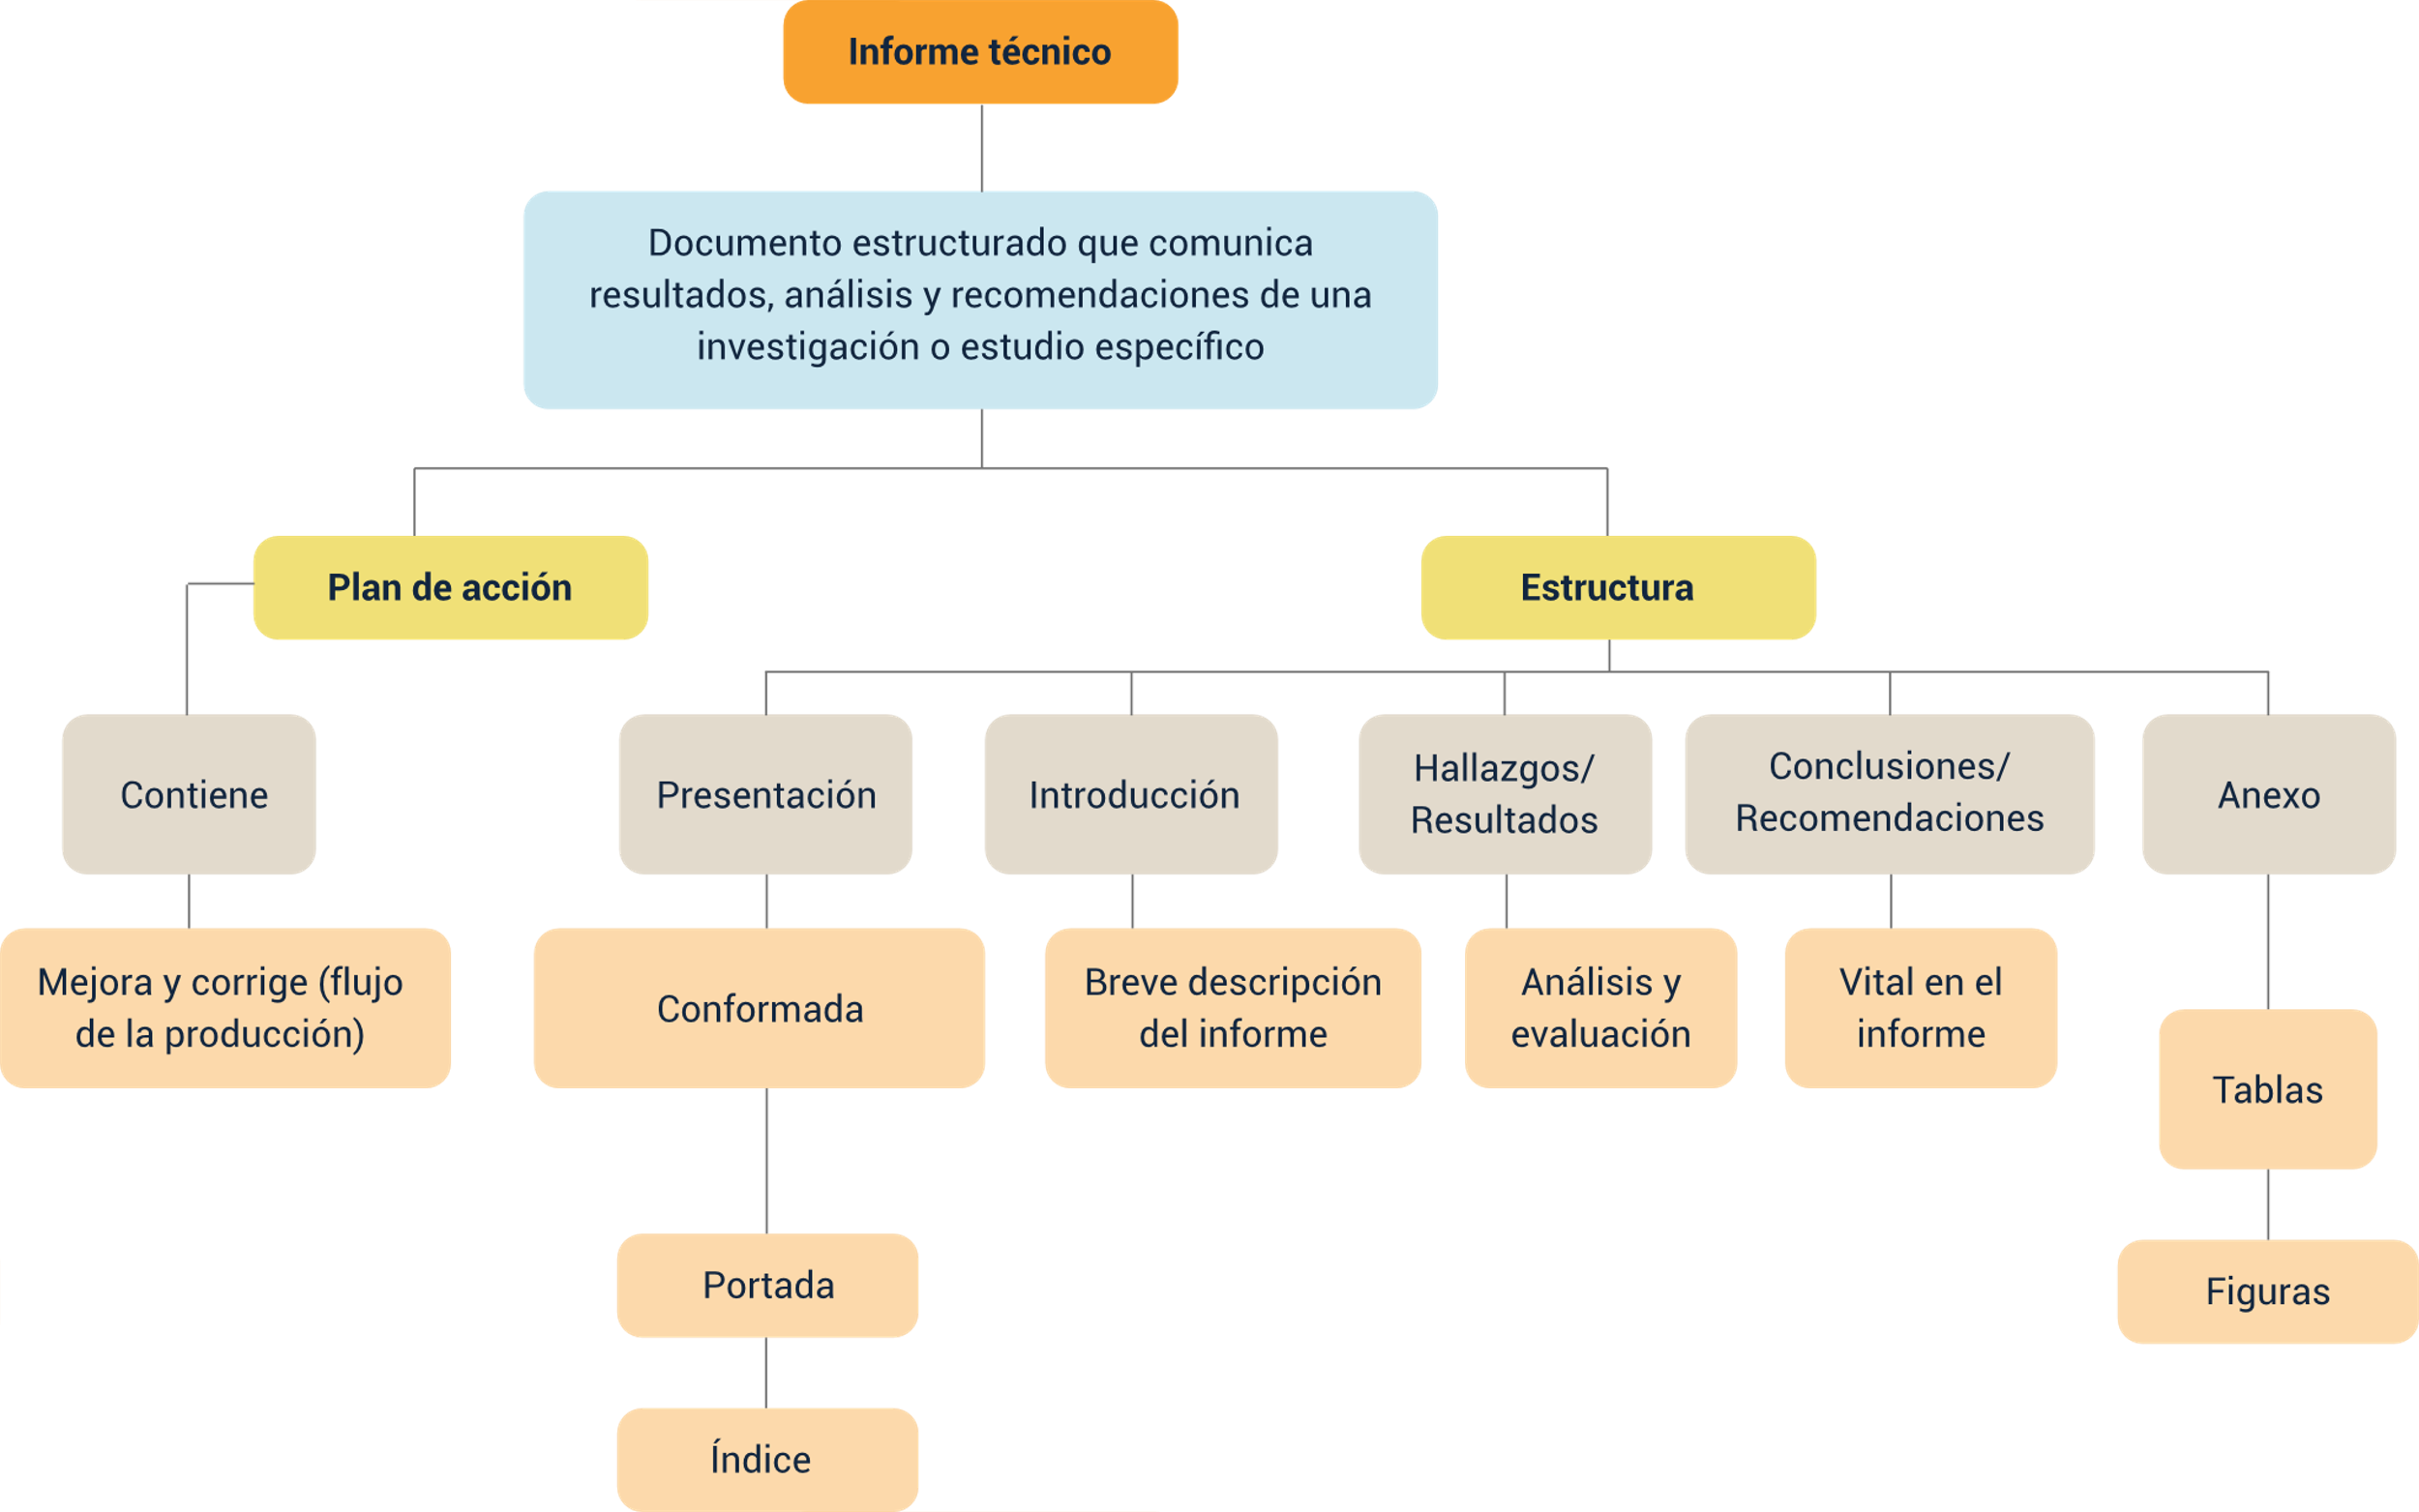 Informe técnico
Documento estructurado que comunica
resultados, análisis y recomendaciones de una
investigación o estudio específico
Plan de acción
Estructura
Contiene
Presentación
Introducción
Hallazgos/
Resultados
Conclusiones/
Recomendaciones
Anexo
Mejora y corrige (flujo
de la producción)
Conformada
Breve descripción
del informe
Análisis y
evaluación
Vital en el
informe
Tablas
Portada
Figuras
Índice